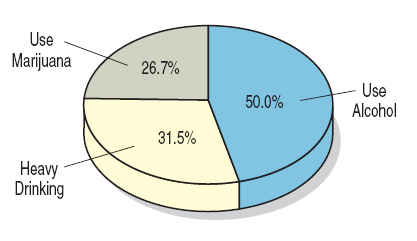 Use
Marijuana
26.7%
50.0%
Use
Alcohol
31.5%
Heavy
Drinking